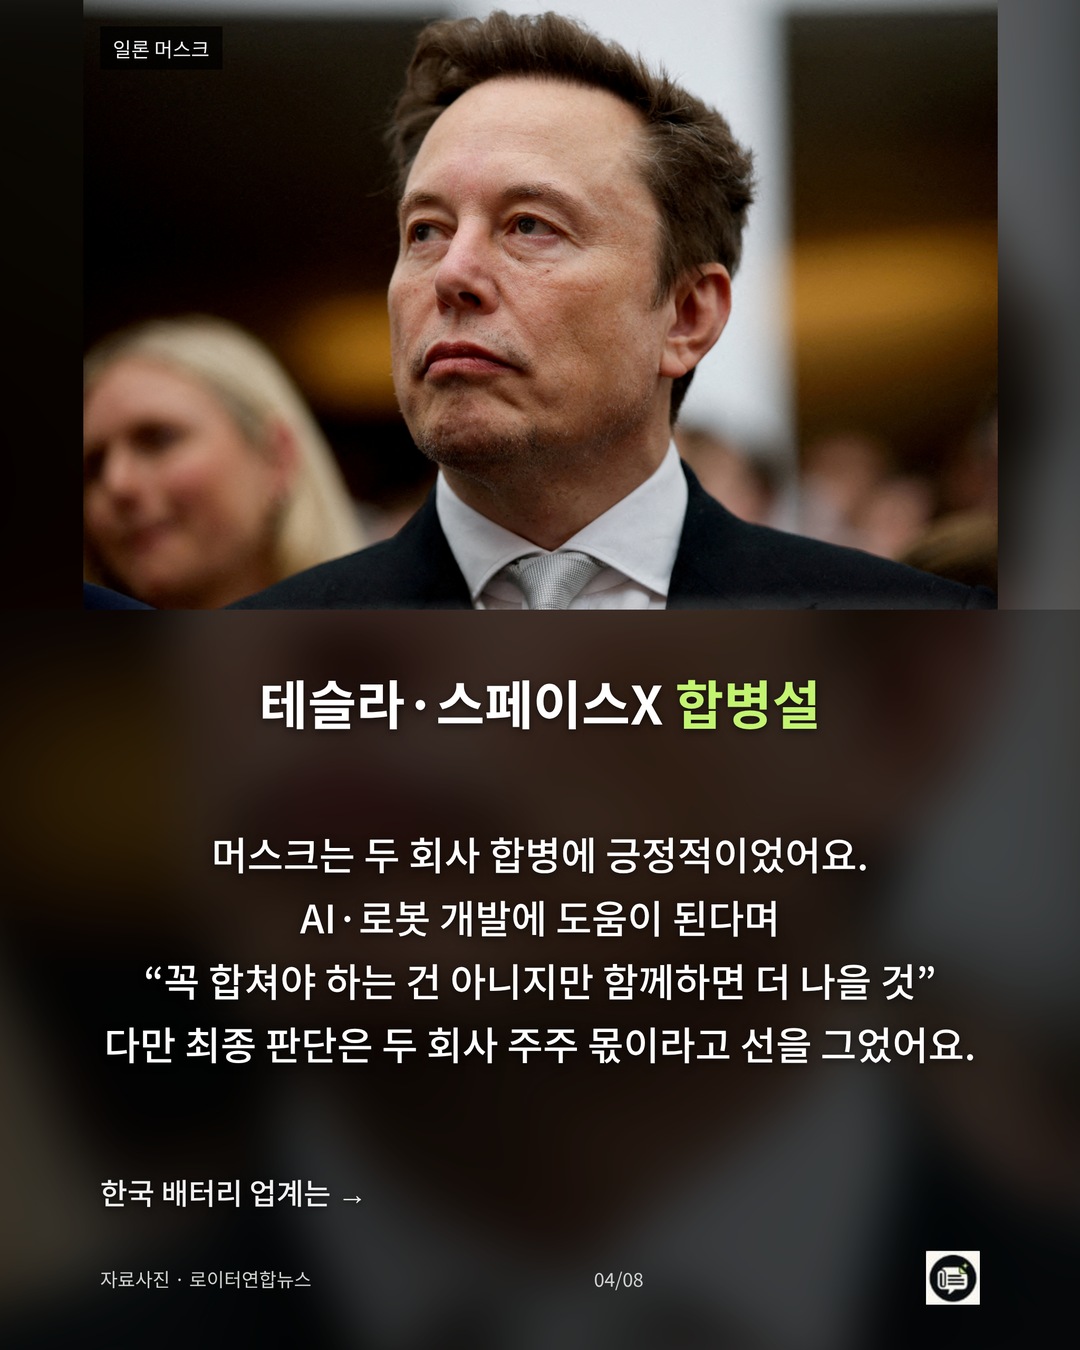 일론 머스크
테슬라·스페이스X 합병설
머스크는 두 회사 합병에 긍정적이었어요.
AI·로봇 개발에 도움이 된다며
“꼭 합쳐야 하는 건 아니지만 함께하면 더 나을 것”
다만 최종 판단은 두 회사 주주 몫이라고 선을 그었어요.
한국 배터리 업계는 →
자료사진 · 로이터연합뉴스
04/08